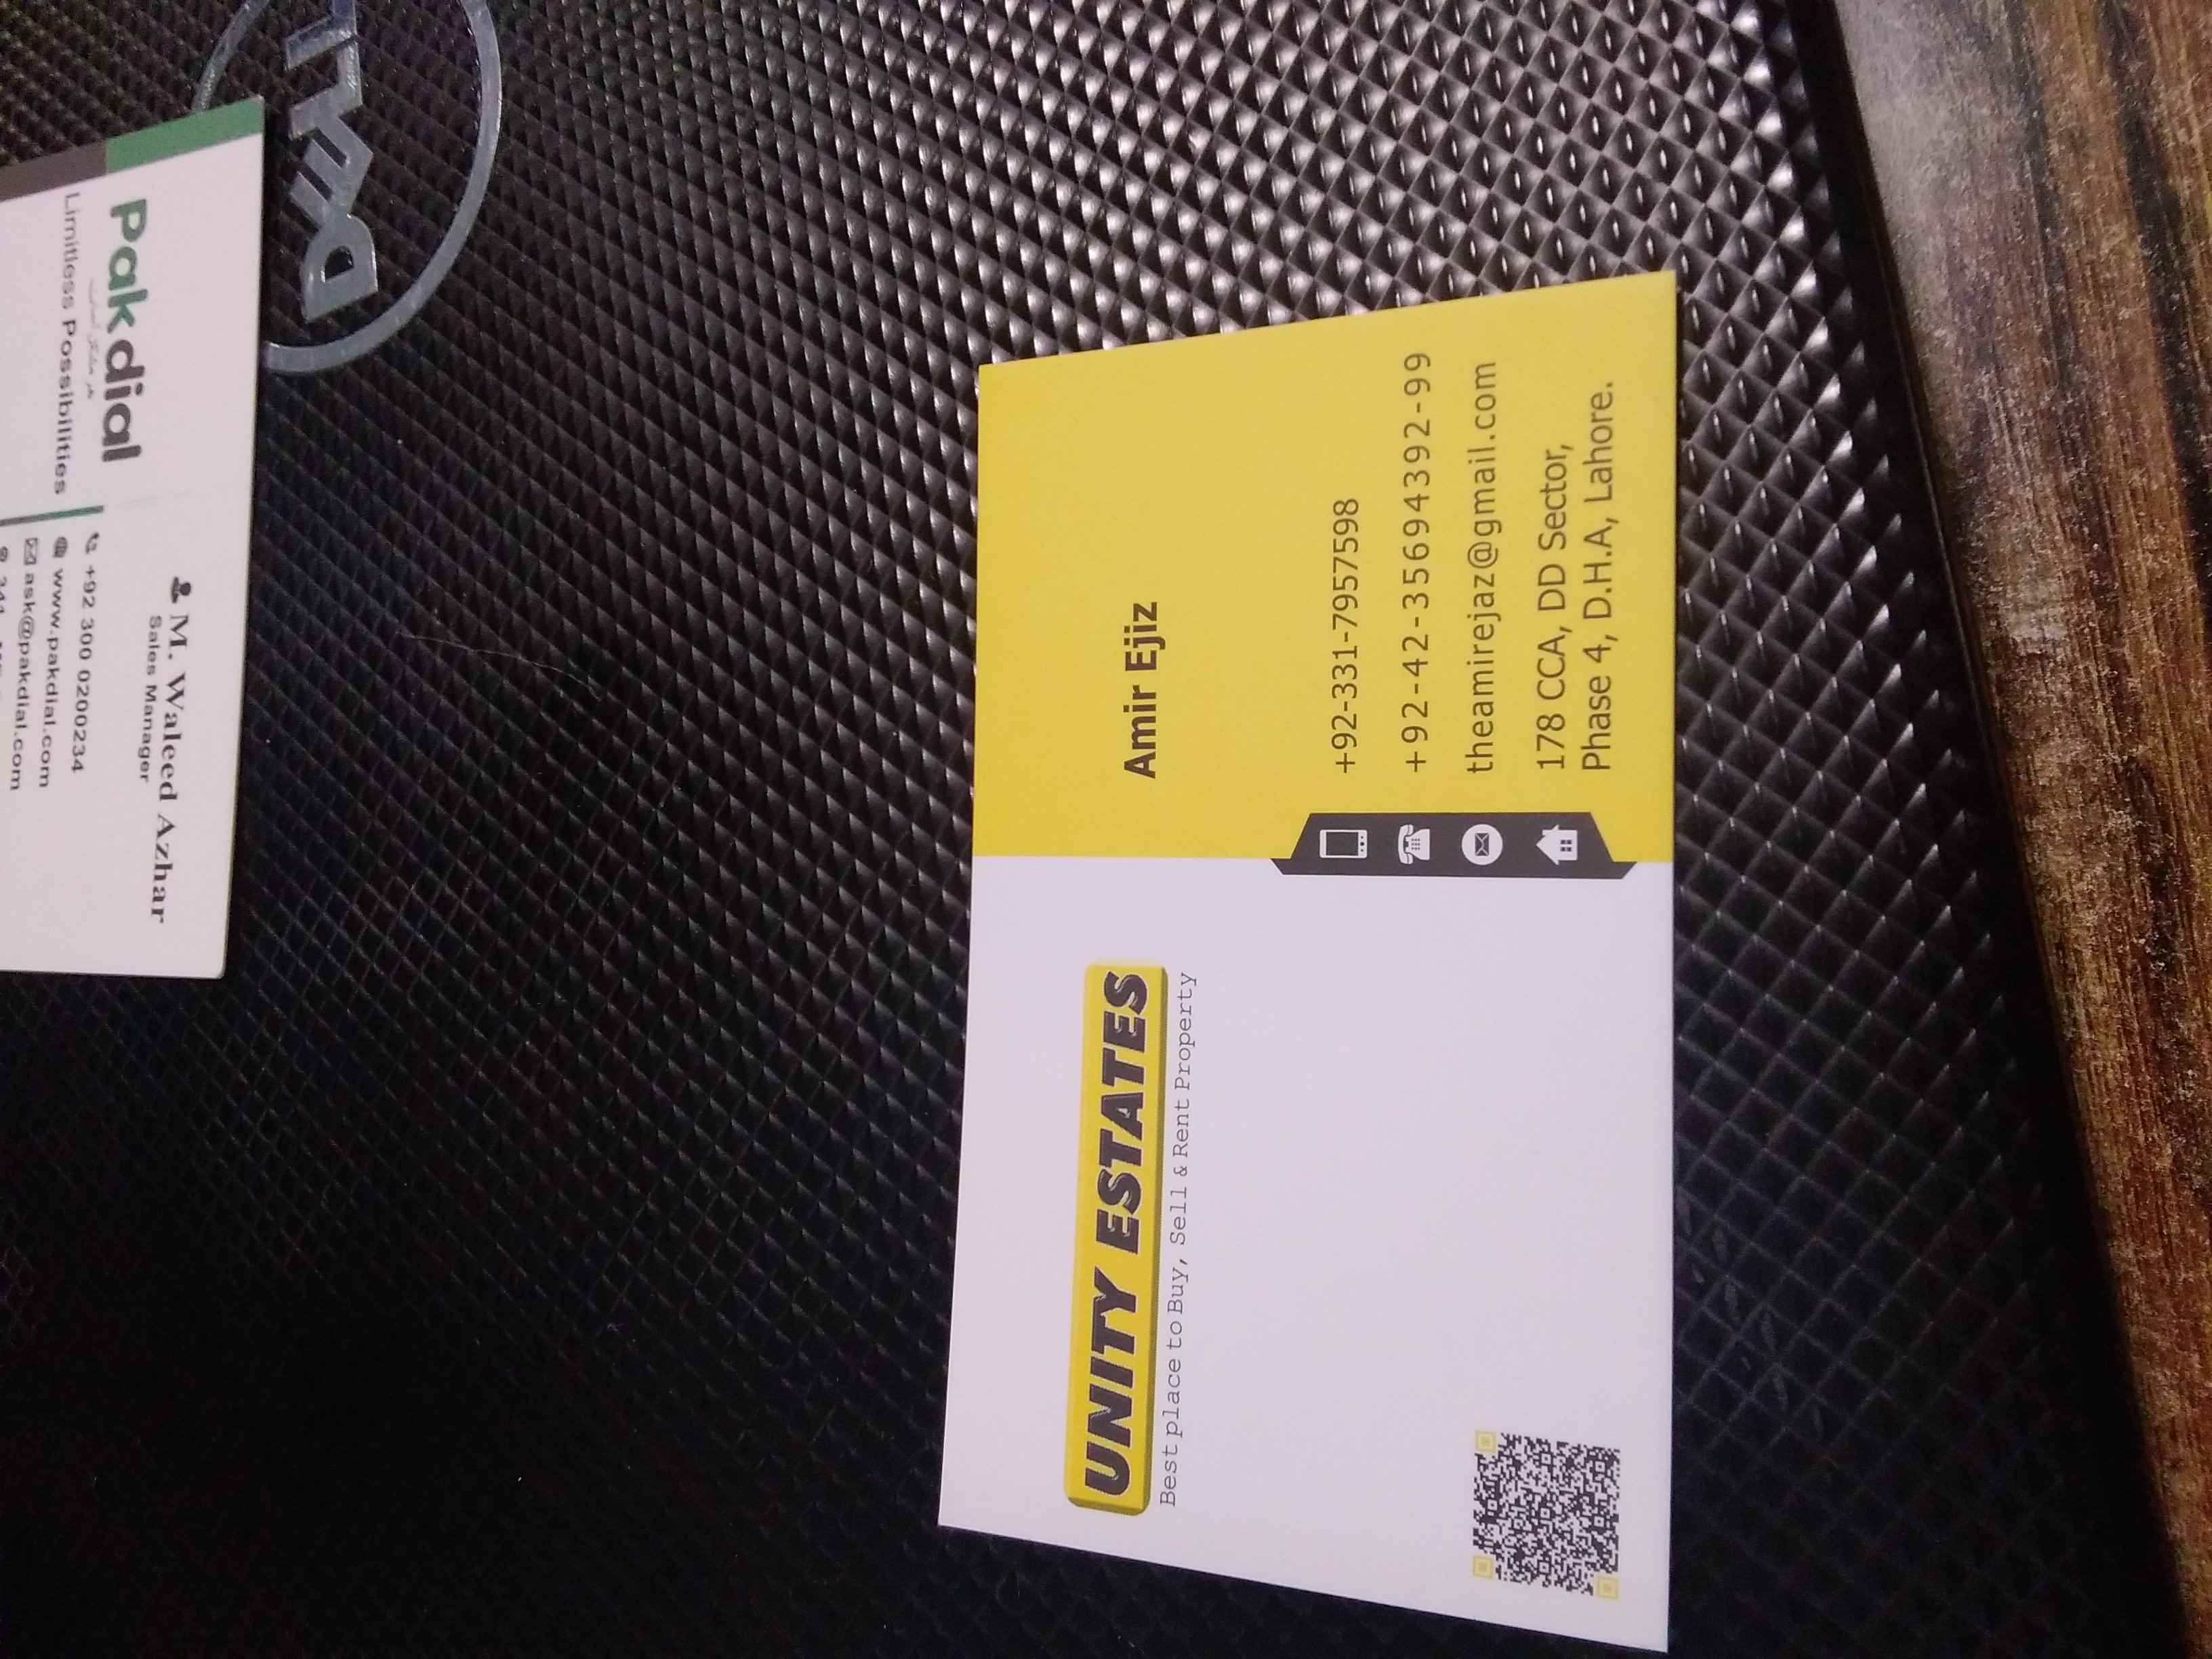 ask@pakdial.com
www.pakdial.com
+92 300 0200234
Sales Manager
M. Waleed Azhar
Limitless Possibilities
Pakdial
DELL
UNITY ESTATES
Best place to Buy, Sell & Rent Property
Amir Ejiz
+92-331-7957598
+92-42-35694392-99
theamirejaz@gmail.com
178 CCA, DD Sector,
Phase 4, D.H.A, Lahore.